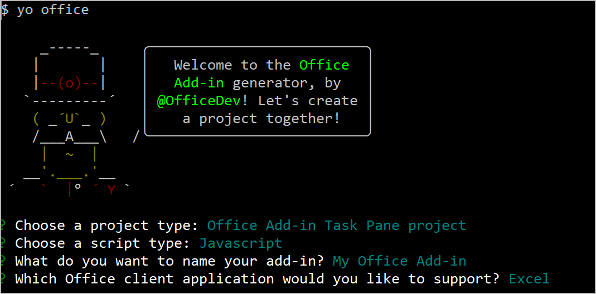 $ yo office
Welcome to the Office
Add-in generator, by
@OfficeDev! Let's create
a project together!
? Choose a project type: Office Add-in Task Pane project
? Choose a script type: Javascript
? What do you want to name your add-in? My Office Add-in
? Which Office client application would you like to support? Excel